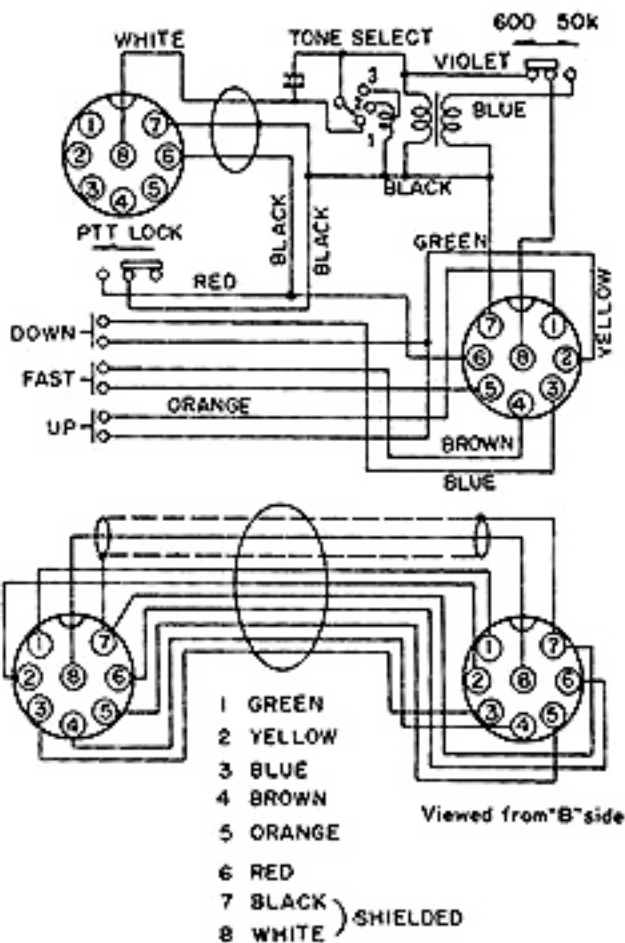 600 50k
WHITE
TONE SELECT
VIOLET
3
2
1
BLUE
1 7
2 8 6
3 4 5
BLACK
PTT LOCK
BLACK
BLACK
GREEN
RED
YELLOW
7 1
6 8 2
5 4 3
DOWN
FAST
ORANGE
UP
BROWN
BLUE
1 7
2 8 6
3 4 5
1 7
2 8 6
3 4 5
1 GREEN
2 YELLOW
3 BLUE
4 BROWN
5 ORANGE
6 RED
7 BLACK
8 WHITE
SHIELDED
Viewed from "B" side